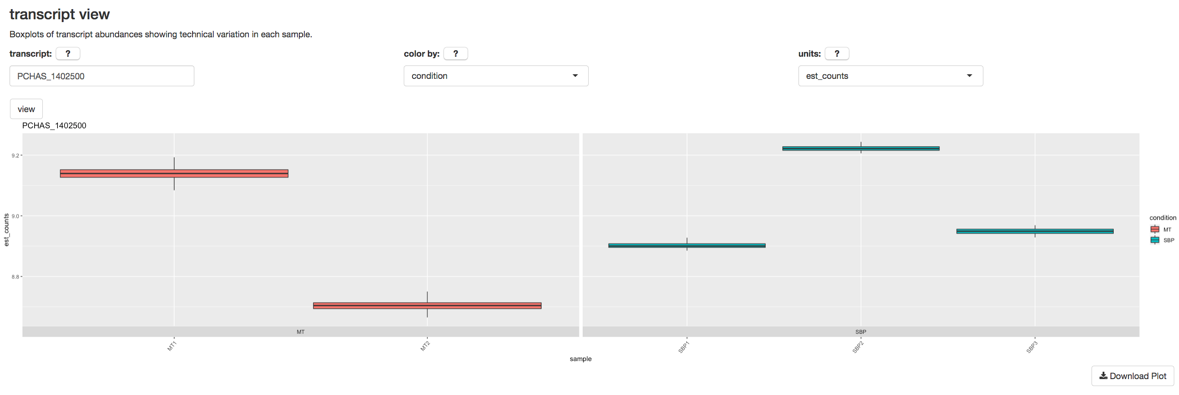 transcript view
Boxplots of transcript abundances showing technical variation in each sample.
transcript: ? color by: ? units: ?
PCHAS_1402500 condition est_counts
view
PCHAS_1402500
9.2
9.0
8.8
est_counts
MT SBP
MT1 MT2 SBP1 SBP2 SBP3
sample
condition
MT
SBP
Download Plot